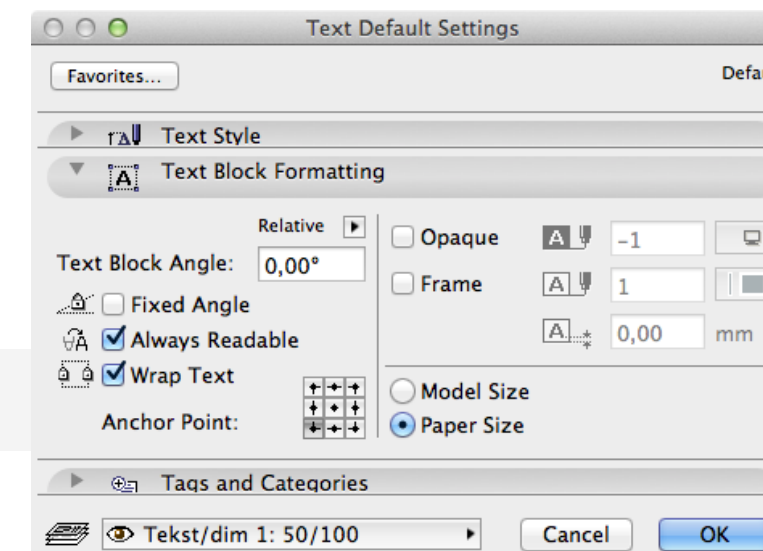 Text Default Settings
Favorites...
Defa
Text Style
Text Block Formatting
Relative
Text Block Angle: 0,00°
Fixed Angle
Always Readable
Wrap Text
Anchor Point:
Opaque A -1
Frame A 1
A 0,00 mm
Model Size
Paper Size
Tags and Categories
Tekst/dim 1: 50/100
Cancel
OK